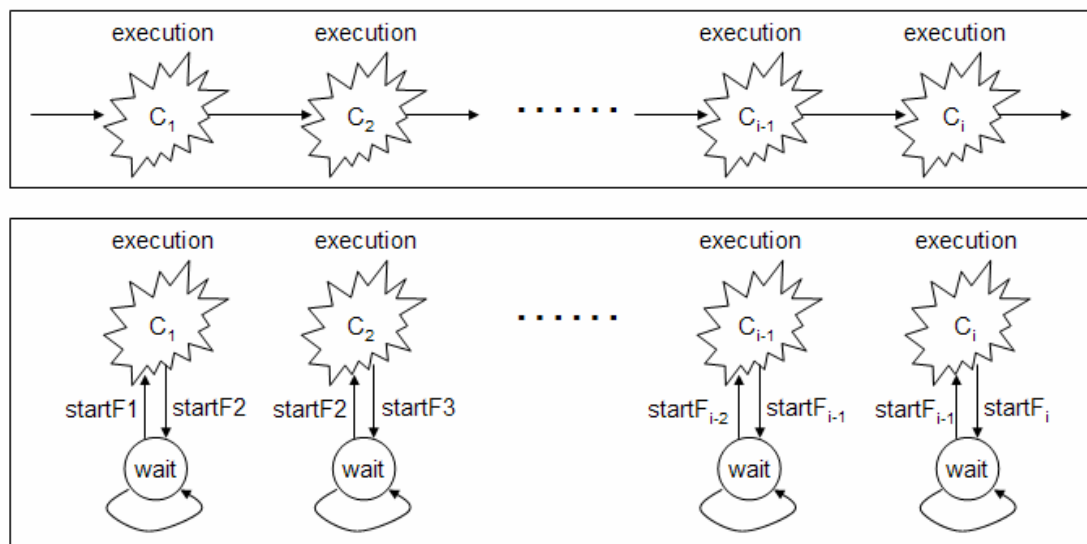 execution execution execution execution
C₁ C₂ ...... Cᵢ₋₁ Cᵢ
execution execution execution execution
C₁ C₂ ...... Cᵢ₋₁ Cᵢ
startF1 startF2 startF2 startF3 startFᵢ₋₂ startFᵢ₋₁ startFᵢ₋₁ startFᵢ
wait wait wait wait